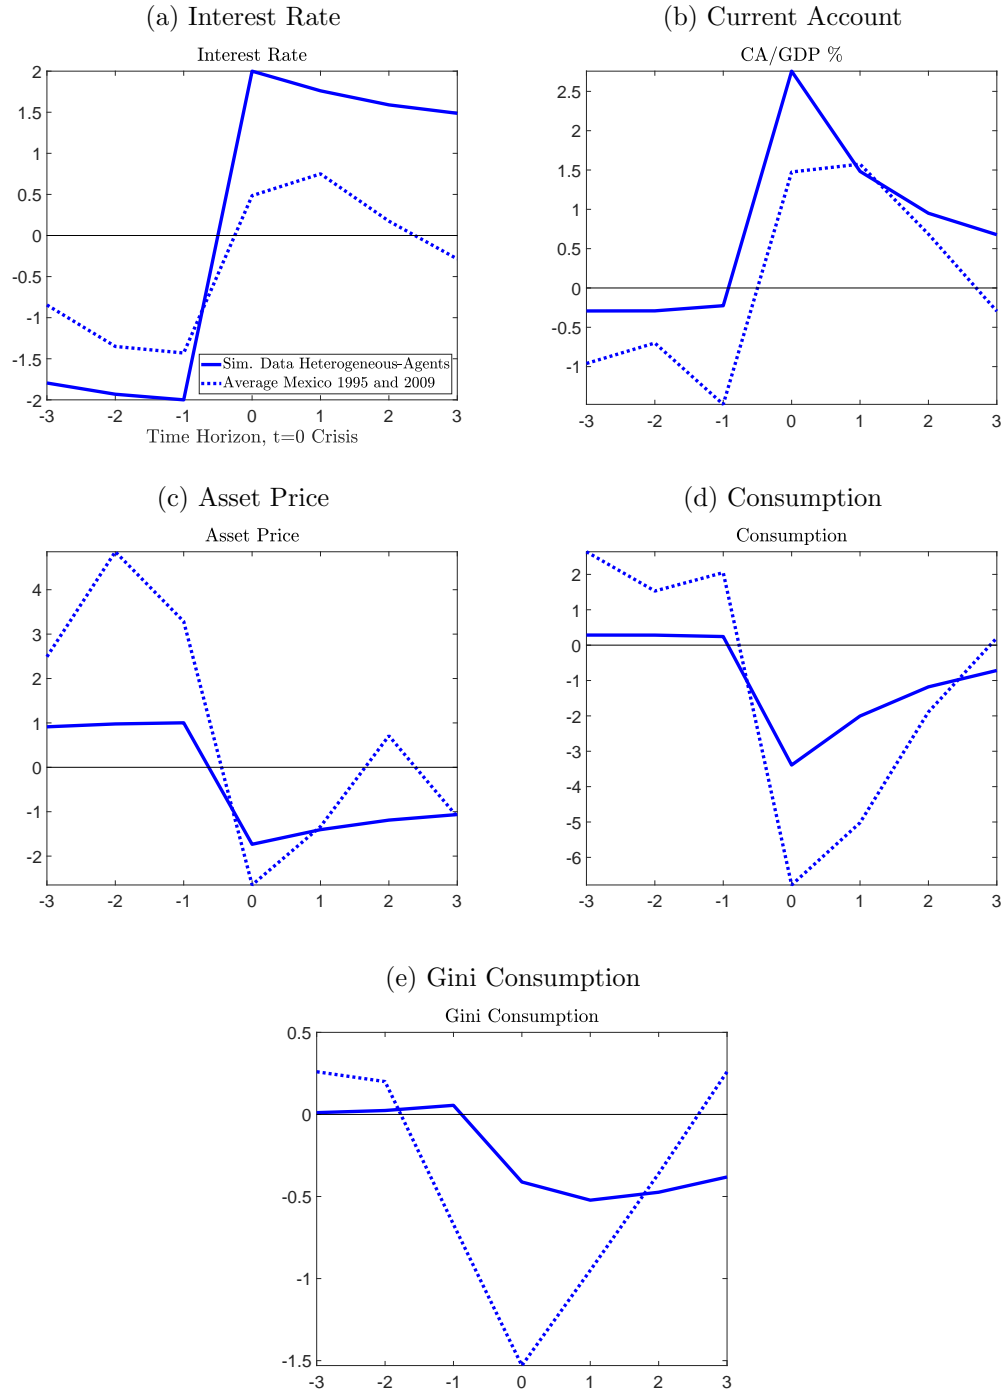 (a) Interest Rate
Interest Rate
2
1.5
1
0.5
0
-0.5
-1
-1.5
-2
Sim. Data Heterogeneous-Agents
Average Mexico 1995 and 2009
-3 -2 -1 0 1 2 3
Time Horizon, t=0 Crisis
(b) Current Account
CA/GDP %
2.5
2
1.5
1
0.5
0
-0.5
-1
-3 -2 -1 0 1 2 3
(c) Asset Price
Asset Price
4
3
2
1
0
-1
-2
-3 -2 -1 0 1 2 3
(d) Consumption
Consumption
2
1
0
-1
-2
-3
-4
-5
-6
-3 -2 -1 0 1 2 3
(e) Gini Consumption
Gini Consumption
0.5
0
-0.5
-1
-1.5
-3 -2 -1 0 1 2 3